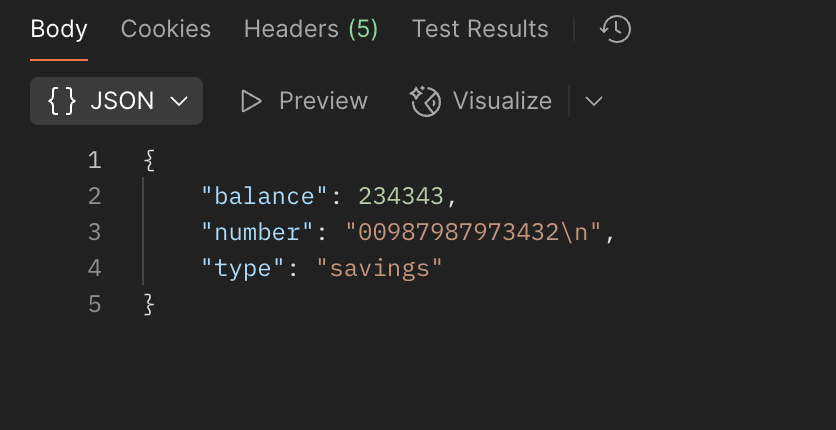 Body Cookies Headers (5) Test Results
{} JSON Preview Visualize
1 {
2 "balance": 234343,
3 "number": "00987987973432\n",
4 "type": "savings"
5 }